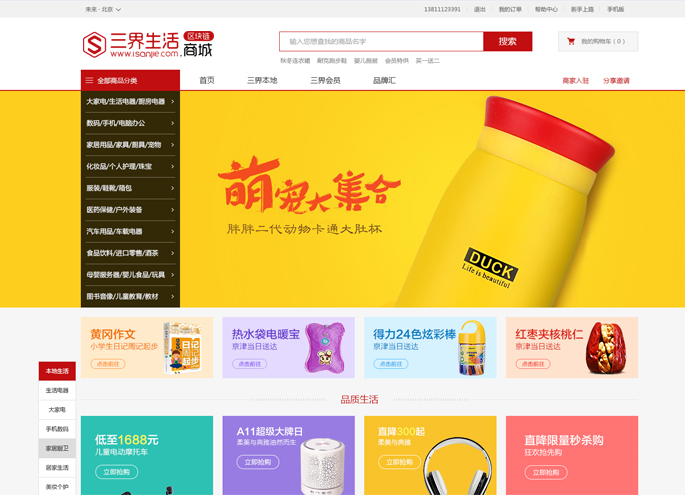 未来 · 北京
13811123391
退出
我的订单
帮助中心
新手上路
手机版
三界生活
区块链
www.isanjie.com
商城
输入您想查找的商品名字
搜索
我的购物车 ( 0 )
秋冬连衣裙 耐克跑步鞋 婴儿脆脆 会员特供 买一送二
全部商品分类
首页
三界本地
三界会员
品牌汇
商家入驻
分享邀请
大家电/生活电器/厨房电器
数码/手机/电脑办公
家居用品/家具/厨具/宠物
化妆品/个人护理/珠宝
服装/鞋靴/箱包
医药保健/户外装备
汽车用品/车载电器
食品饮料/进口零售/酒茶
母婴服务器/婴儿食品/玩具
图书音像/儿童教育/教材
萌宠大集合
胖胖二代动物卡通大肚杯
DUCK
Life is beautiful
黄冈作文
小学生日记周记起步
点击前往
日记
周记
起步
热水袋电暖宝
京津当日送达
点击前往
得力24色炫彩棒
京津当日送达
点击前往
红枣夹核桃仁
京津当日送达
点击前往
本地生活
生活电器
大家电
手机数码
家居厨卫
居家生活
美妆个护
品质生活
低至1688元
儿童电动摩托车
立即抢购
A11超级大牌日
柔美与奔雅油然而生
立即抢购
直降300起
柔美与奔雅
立即抢购
直降限量秒杀购
狂欢抢先购
立即抢购